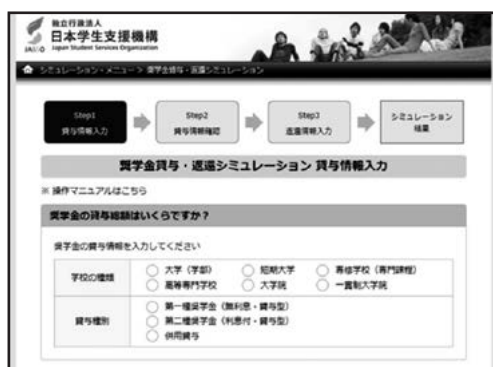 独立行政法人
日本学生支援機構
JASSO Japan Student Services Organization
シミュレーション・メニュー > 奨学金貸与・返還シミュレーション
Step1
貸与情報入力
Step2
貸与情報確認
Step3
返還情報入力
シミュレーション
結果
奨学金貸与・返還シミュレーション 貸与情報入力
※ 操作マニュアルはこちら
奨学金の貸与総額はいくらですか？
奨学金の貸与情報を入力してください
学校の種類
大学（学部） 短期大学 専修学校（専門課程）
高等専門学校 大学院 一貫制大学院
貸与種別
第一種奨学金（無利息・貸与型）
第二種奨学金（利息付・貸与型）
併用貸与